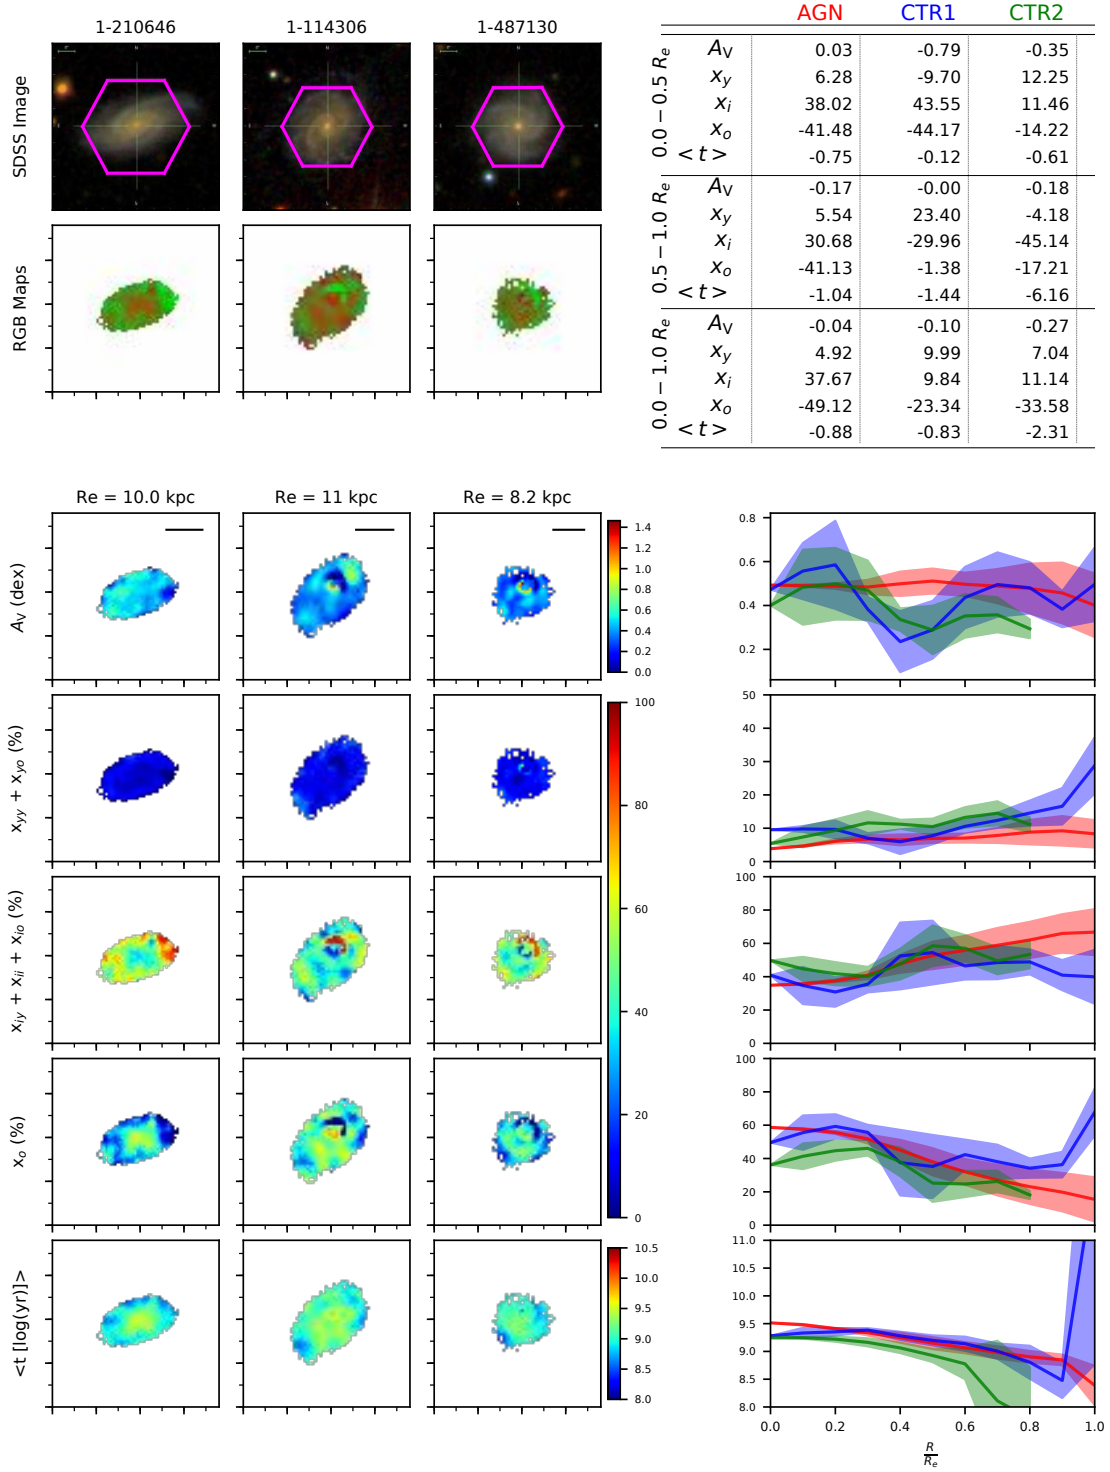 1-210646 1-114306 1-487130
SDSS Image
RGB Maps
AGN CTR1 CTR2
0.0 − 0.5 Re
AV 0.03 -0.79 -0.35
xy 6.28 -9.70 12.25
xi 38.02 43.55 11.46
xo -41.48 -44.17 -14.22
<t> -0.75 -0.12 -0.61
0.5 − 1.0 Re
AV -0.17 -0.00 -0.18
xy 5.54 23.40 -4.18
xi 30.68 -29.96 -45.14
xo -41.13 -1.38 -17.21
<t> -1.04 -1.44 -6.16
0.0 − 1.0 Re
AV -0.04 -0.10 -0.27
xy 4.92 9.99 7.04
xi 37.67 9.84 11.14
xo -49.12 -23.34 -33.58
<t> -0.88 -0.83 -2.31
Re = 10.0 kpc Re = 11 kpc Re = 8.2 kpc
AV (dex)
1.4
1.2
1.0
0.8
0.6
0.4
0.2
0.0
0.8
0.6
0.4
0.2
xyy + xyo (%)
100
80
60
40
20
0
50
40
30
20
10
0
xiy + xii + xio (%)
100
80
60
40
20
0
xo (%)
100
80
60
40
20
0
<t [log(yr)]>
10.5
10.0
9.5
9.0
8.5
8.0
11.0
10.5
10.0
9.5
9.0
8.5
8.0
0.0 0.2 0.4 0.6 0.8 1.0
R
Re